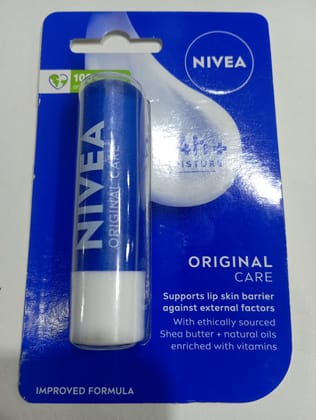 NIVEA
NIVEA
ORIGINAL CARE
ORIGINAL
CARE
Supports lip skin barrier
against external factors
With ethically sourced
Shea butter + natural oils
enriched with vitamins
IMPROVED FORMULA